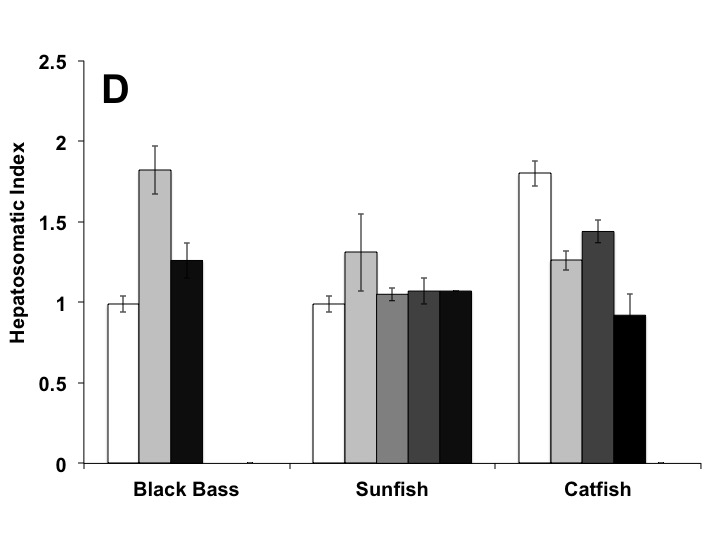 D
Hepatosomatic Index
2.5
2
1.5
1
0.5
0
Black Bass
Sunfish
Catfish